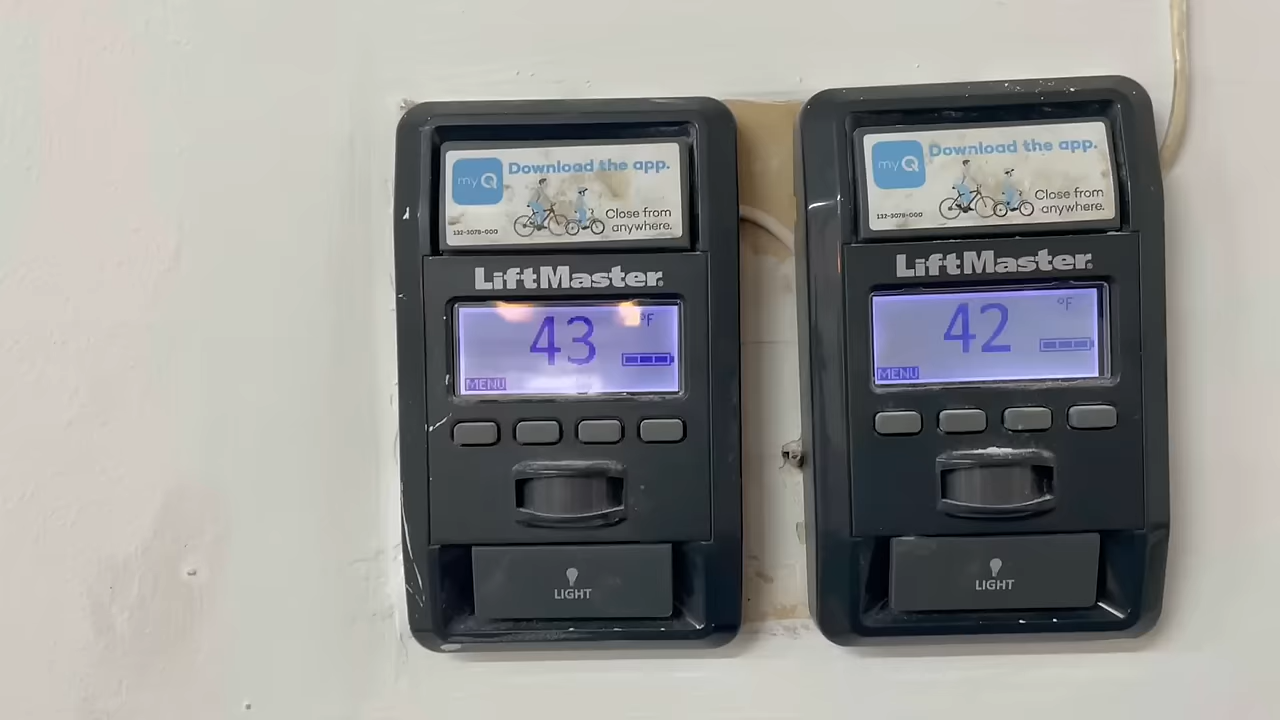 myQ
Download the app.
Close from
anywhere.
132-3078-000
LiftMaster®
43 °F
MENU
LIGHT
myQ
Download the app.
Close from
anywhere.
132-3078-000
LiftMaster®
42 °F
MENU
LIGHT